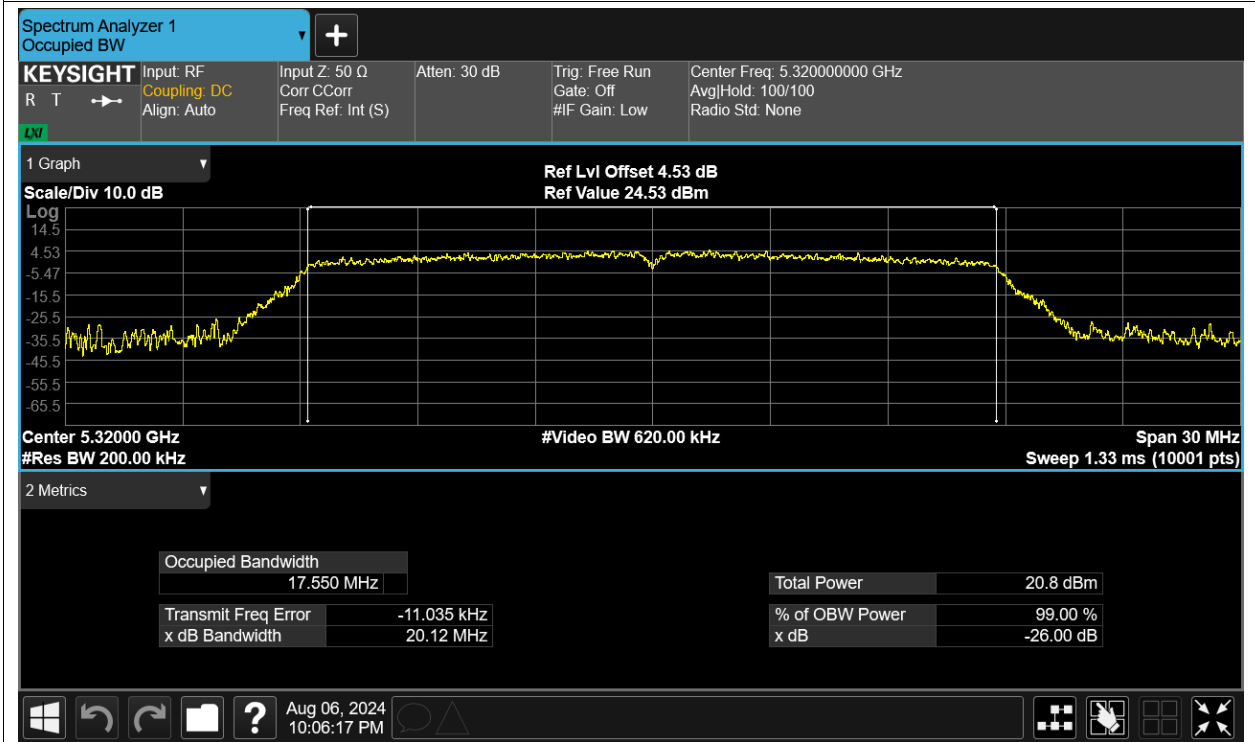 Spectrum Analyzer 1
Occupied BW
KEYSIGHT
R T
LXI
Input: RF
Coupling: DC
Align: Auto
Input Z: 50 Ω
Corr CCorr
Freq Ref: Int (S)
Atten: 30 dB
Trig: Free Run
Gate: Off
#IF Gain: Low
Center Freq: 5.320000000 GHz
Avg|Hold: 100/100
Radio Std: None
1 Graph
Scale/Div 10.0 dB
Ref Lvl Offset 4.53 dB
Ref Value 24.53 dBm
Log
14.5
4.53
-5.47
-15.5
-25.5
-35.5
-45.5
-55.5
-65.5
Center 5.32000 GHz
#Res BW 200.00 kHz
#Video BW 620.00 kHz
Span 30 MHz
Sweep 1.33 ms (10001 pts)
2 Metrics
Occupied Bandwidth
17.550 MHz
Transmit Freq Error -11.035 kHz
x dB Bandwidth 20.12 MHz
Total Power 20.8 dBm
% of OBW Power 99.00 %
x dB -26.00 dB
?
Aug 06, 2024
10:06:17 PM